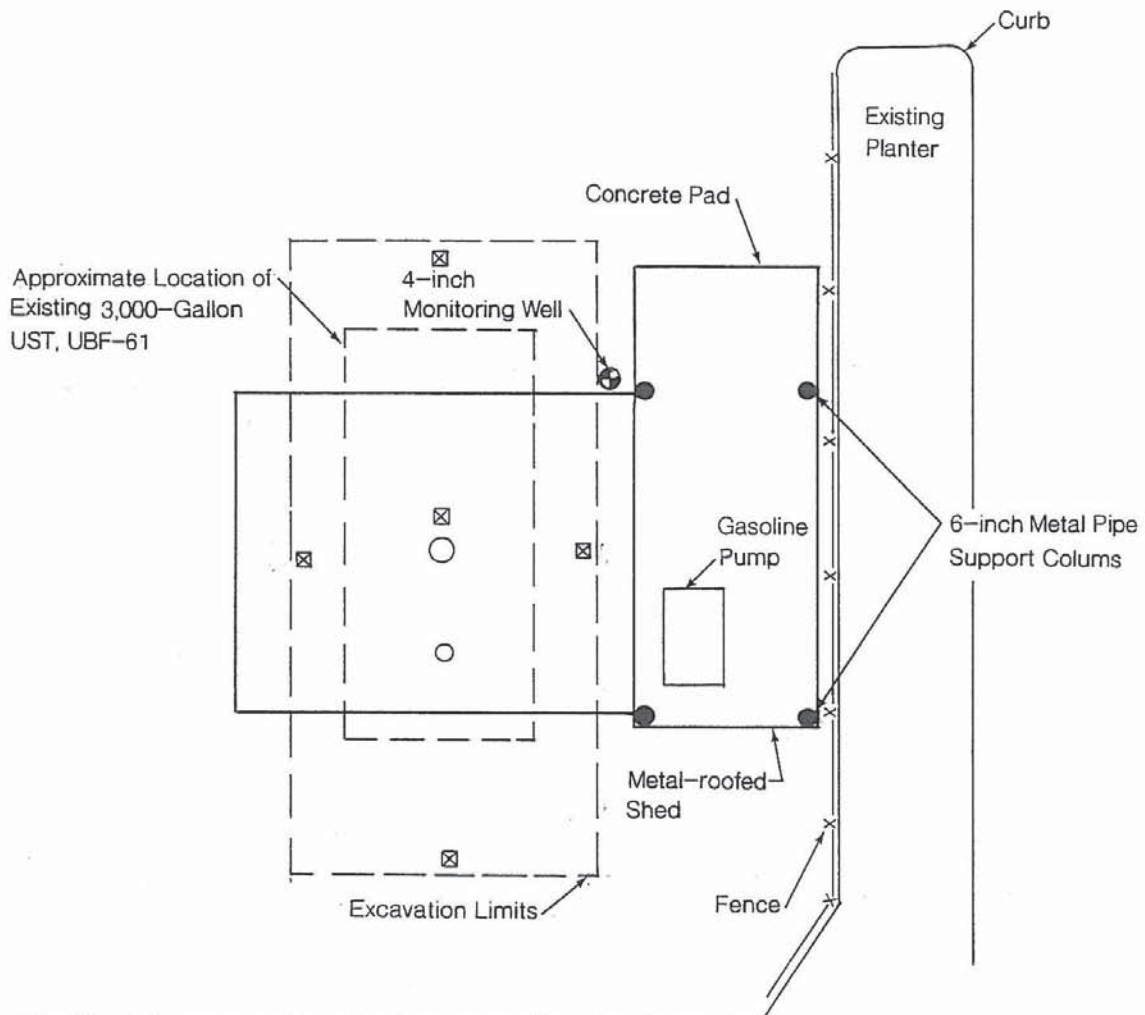 Curb
Existing
Planter
Concrete Pad
Approximate Location of
Existing 3,000-Gallon
UST, UBF-61
4-inch
Monitoring Well
Gasoline
Pump
6-inch Metal Pipe
Support Colums
Metal-roofed
Shed
Excavation Limits
Fence